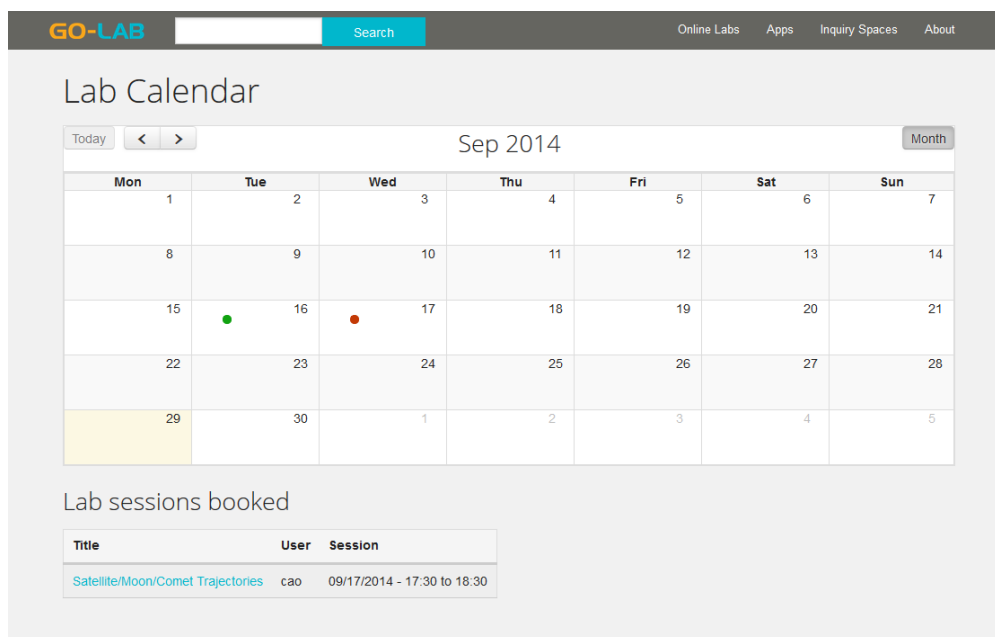 GO-LAB Search Online Labs Apps Inquiry Spaces About
Lab Calendar
Today < > Sep 2014 Month
Mon Tue Wed Thu Fri Sat Sun
1 2 3 4 5 6 7
8 9 10 11 12 13 14
15 16 17 18 19 20 21
22 23 24 25 26 27 28
29 30 1 2 3 4 5
Lab sessions booked
Title User Session
Satellite/Moon/Comet Trajectories cao 09/17/2014 - 17:30 to 18:30